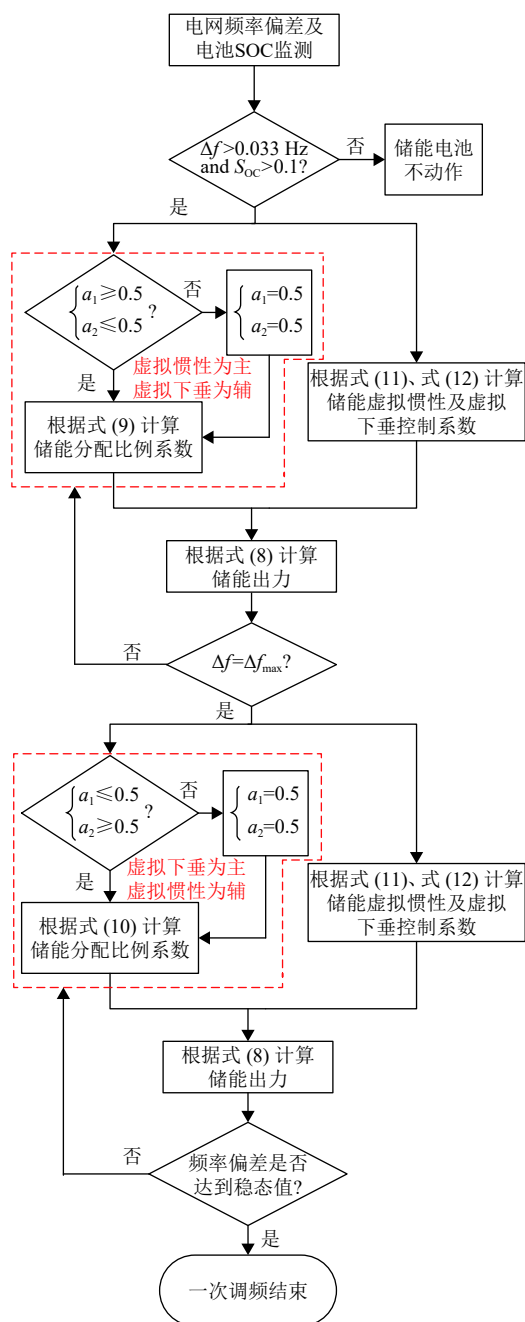 电网频率偏差及
电池SOC监测
Δf>0.033 Hz
and S_OC>0.1?
否
储能电池
不动作
是
a₁≥0.5
a₂≤0.5
?
否
a₁=0.5
a₂=0.5
虚拟惯性为主
虚拟下垂为辅
是
根据式 (9) 计算
储能分配比例系数
根据式 (11)、式 (12) 计算
储能虚拟惯性及虚拟
下垂控制系数
根据式 (8) 计算
储能出力
否
Δf=Δf_max?
是
a₁≤0.5
a₂≥0.5
?
否
a₁=0.5
a₂=0.5
虚拟下垂为主
虚拟惯性为辅
是
根据式 (10) 计算
储能分配比例系数
根据式 (11)、式 (12) 计算
储能虚拟惯性及虚拟
下垂控制系数
根据式 (8) 计算
储能出力
否
频率偏差是否
达到稳态值?
是
一次调频结束